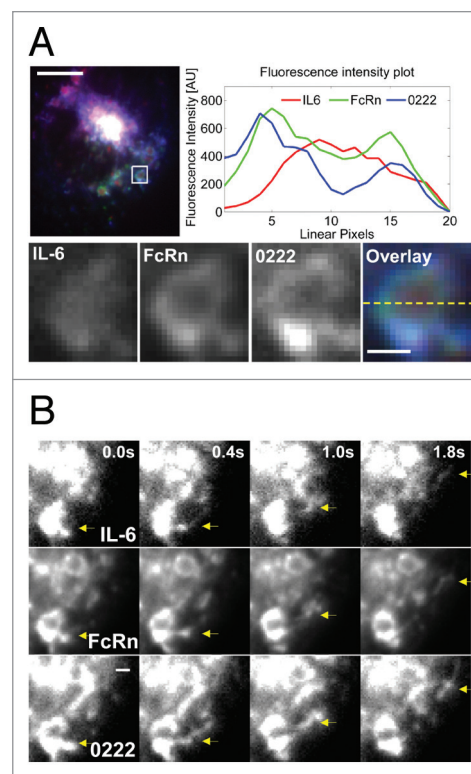 A
Fluorescence intensity plot
Fluorescence Intensity [AU]
800
600
400
200
0
IL6 FcRn 0222
5 10 15 20
Linear Pixels
IL-6 FcRn 0222 Overlay
B
0.0s 0.4s 1.0s 1.8s
IL-6
FcRn
0222